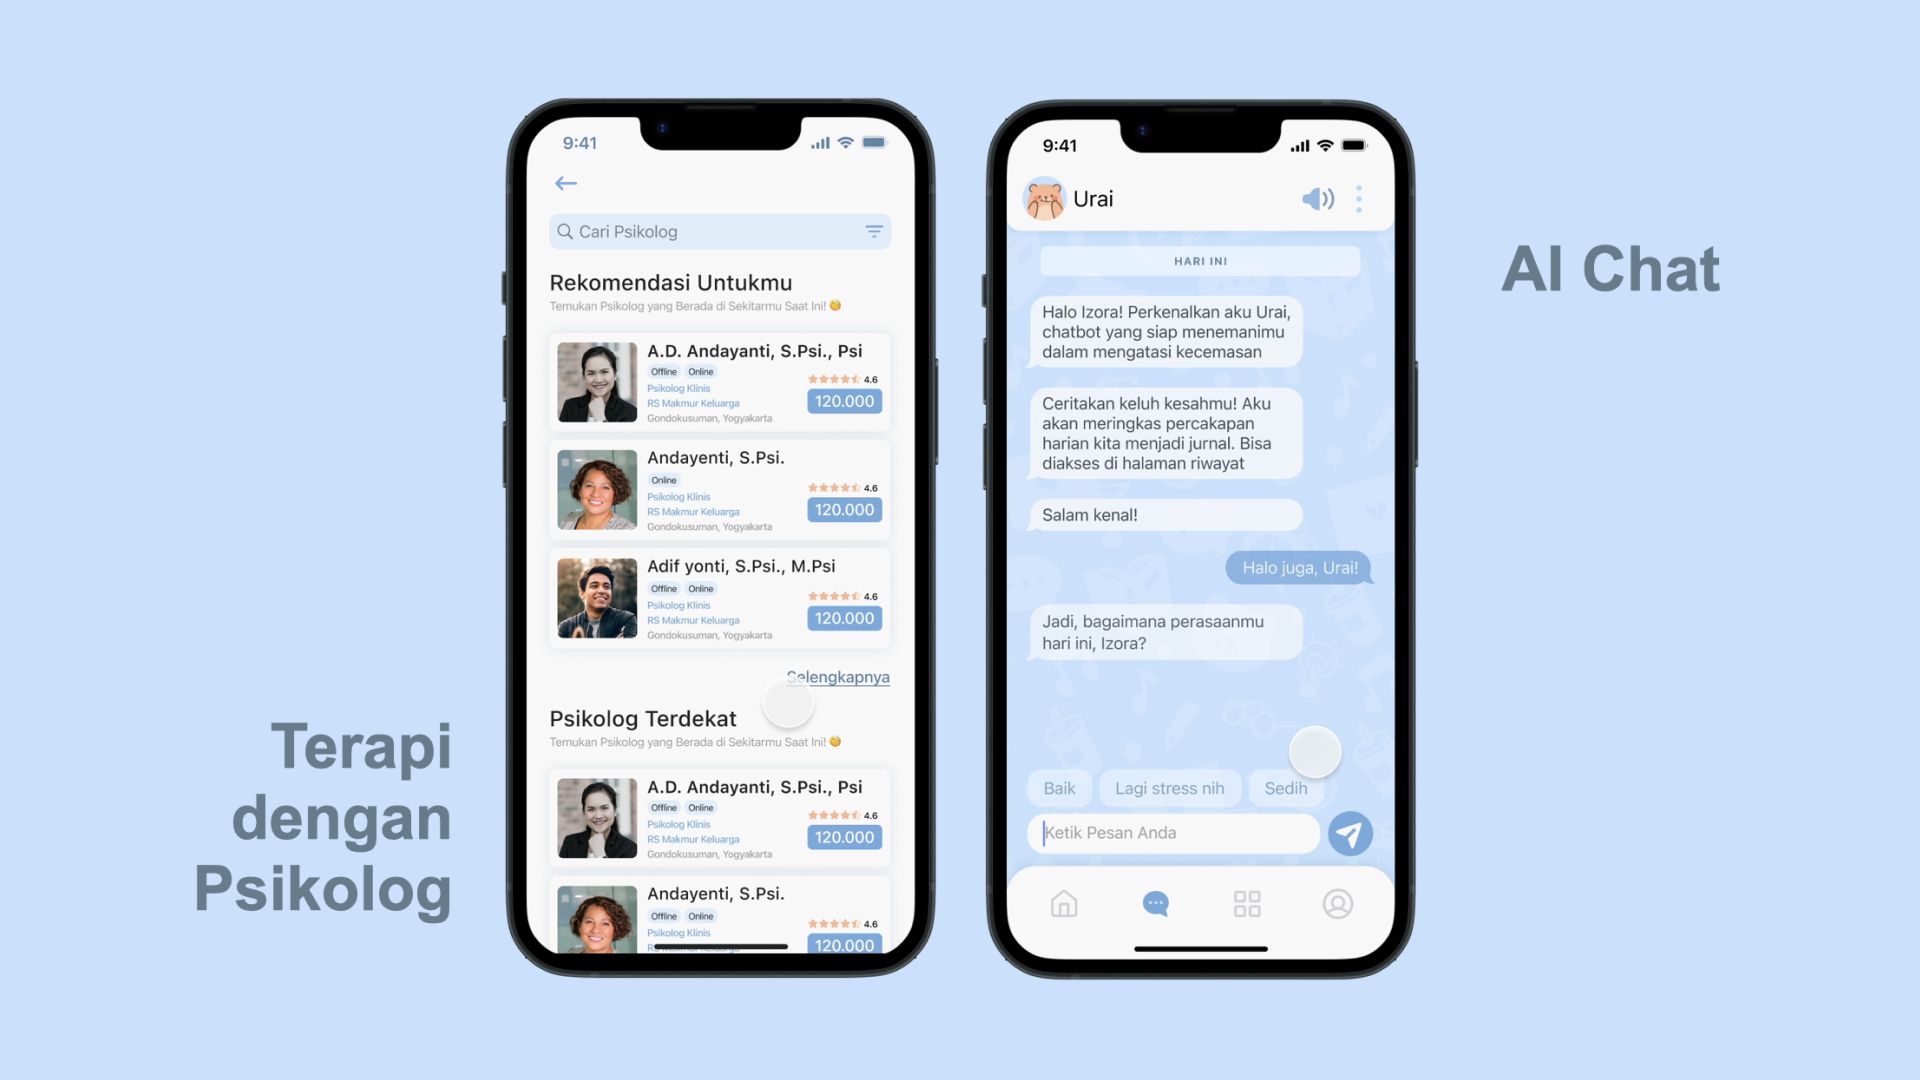 9:41
Cari Psikolog
Rekomendasi Untukmu
Temukan Psikolog yang Berada di Sekitarmu Saat Ini!
A.D. Andayanti, S.Psi., Psi
Offline Online
4.6
Psikolog Klinis
RS Makmur Keluarga
120.000
Gondokusuman, Yogyakarta
Andayenti, S.Psi.
Online
4.6
Psikolog Klinis
RS Makmur Keluarga
120.000
Gondokusuman, Yogyakarta
Adif yonti, S.Psi., M.Psi
Offline Online
4.6
Psikolog Klinis
RS Makmur Keluarga
120.000
Gondokusuman, Yogyakarta
Selengkapnya
Psikolog Terdekat
Temukan Psikolog yang Berada di Sekitarmu Saat Ini!
A.D. Andayanti, S.Psi., Psi
Offline Online
4.6
Psikolog Klinis
RS Makmur Keluarga
120.000
Gondokusuman, Yogyakarta
Andayenti, S.Psi.
Offline Online
4.6
Psikolog Klinis
RS Makmur Keluarga
120.000
Terapi
dengan
Psikolog
9:41
Urai
HARI INI
Halo Izora! Perkenalkan aku Urai,
chatbot yang siap menemanimu
dalam mengatasi kecemasan
Ceritakan keluh kesahmu! Aku
akan meringkas percakapan
harian kita menjadi jurnal. Bisa
diakses di halaman riwayat
Salam kenal!
Halo juga, Urai!
Jadi, bagaimana perasaanmu
hari ini, Izora?
Baik Lagi stress nih Sedih
Ketik Pesan Anda
AI Chat